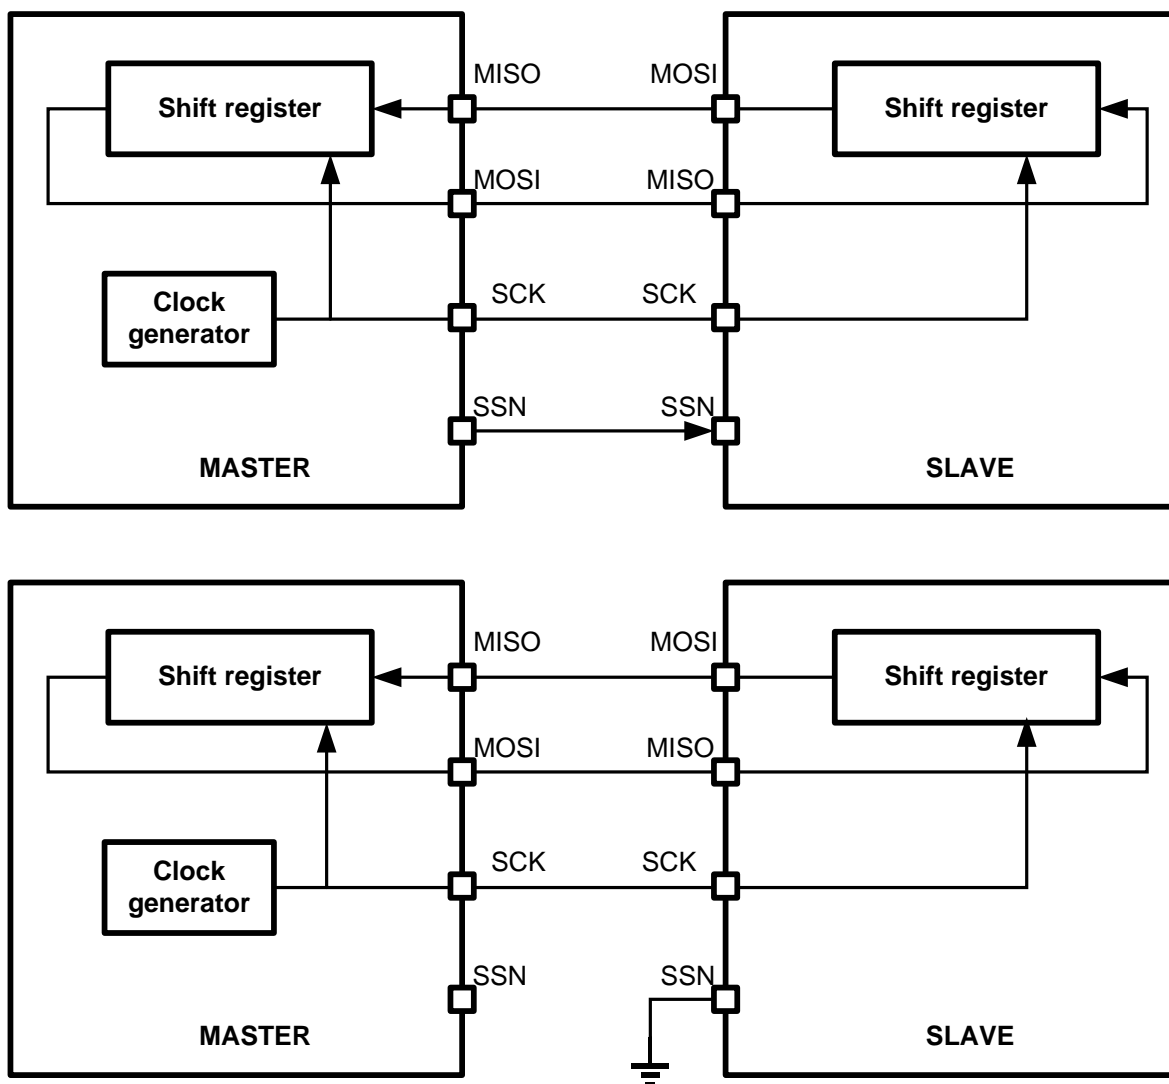 MISO MOSI
Shift register Shift register
MOSI MISO
SCK SCK
Clock
generator
SSN SSN
MASTER SLAVE
MISO MOSI
Shift register Shift register
MOSI MISO
SCK SCK
Clock
generator
SSN SSN
MASTER SLAVE